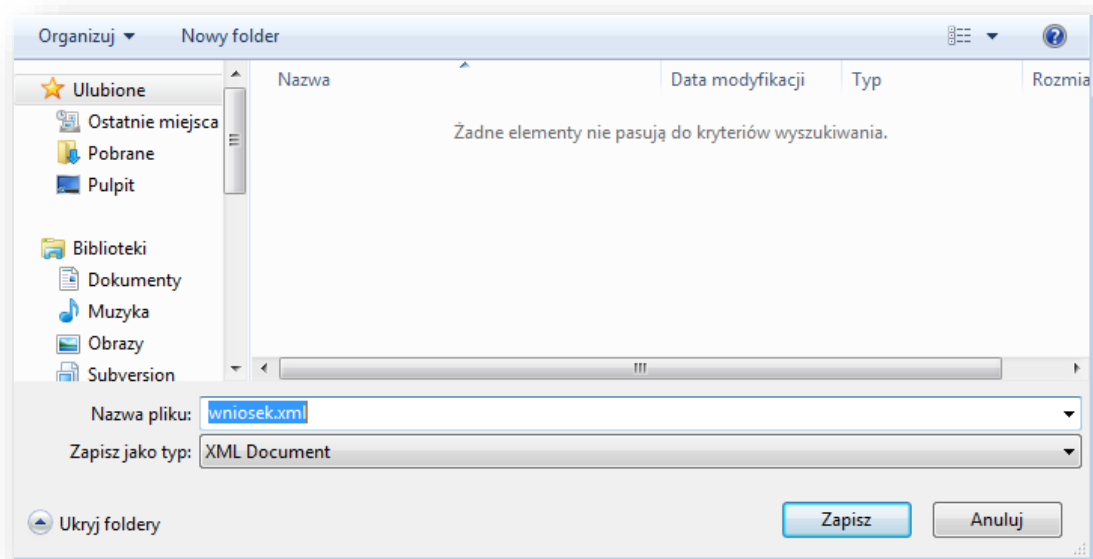 Organizuj Nowy folder
Nazwa Data modyfikacji Typ Rozmia
Ulubione
Ostatnie miejsca
Pobrane
Pulpit
Żadne elementy nie pasują do kryteriów wyszukiwania.
Biblioteki
Dokumenty
Muzyka
Obrazy
Subversion
Nazwa pliku: wniosek.xml
Zapisz jako typ: XML Document
Ukryj foldery Zapisz Anuluj